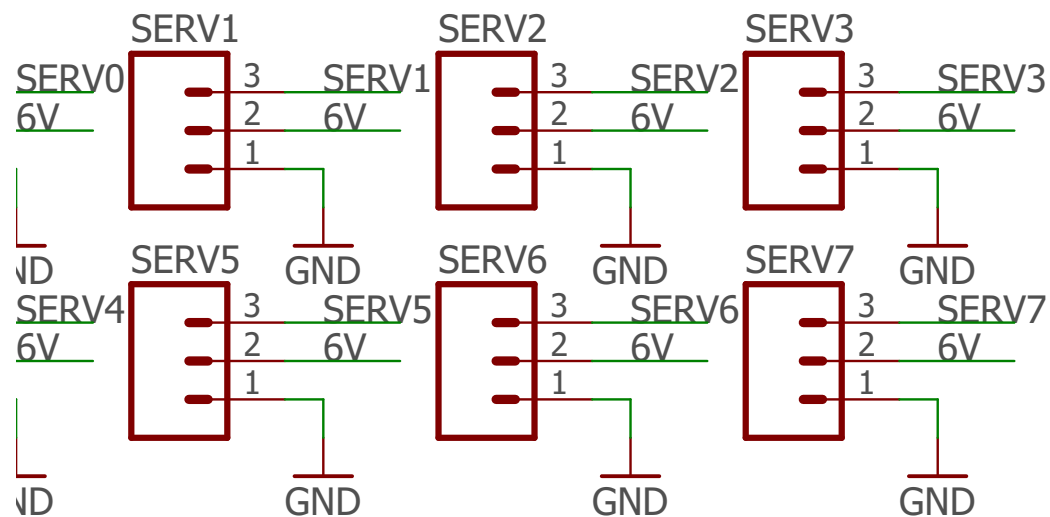 SERV1 SERV2 SERV3
SERV0 3 SERV1 3 SERV2 3 SERV3
6V 2 6V 2 6V 2 6V
1 1 1
ND GND GND GND
SERV5 SERV6 SERV7
SERV4 3 SERV5 3 SERV6 3 SERV7
6V 2 6V 2 6V 2 6V
1 1 1
ND GND GND GND